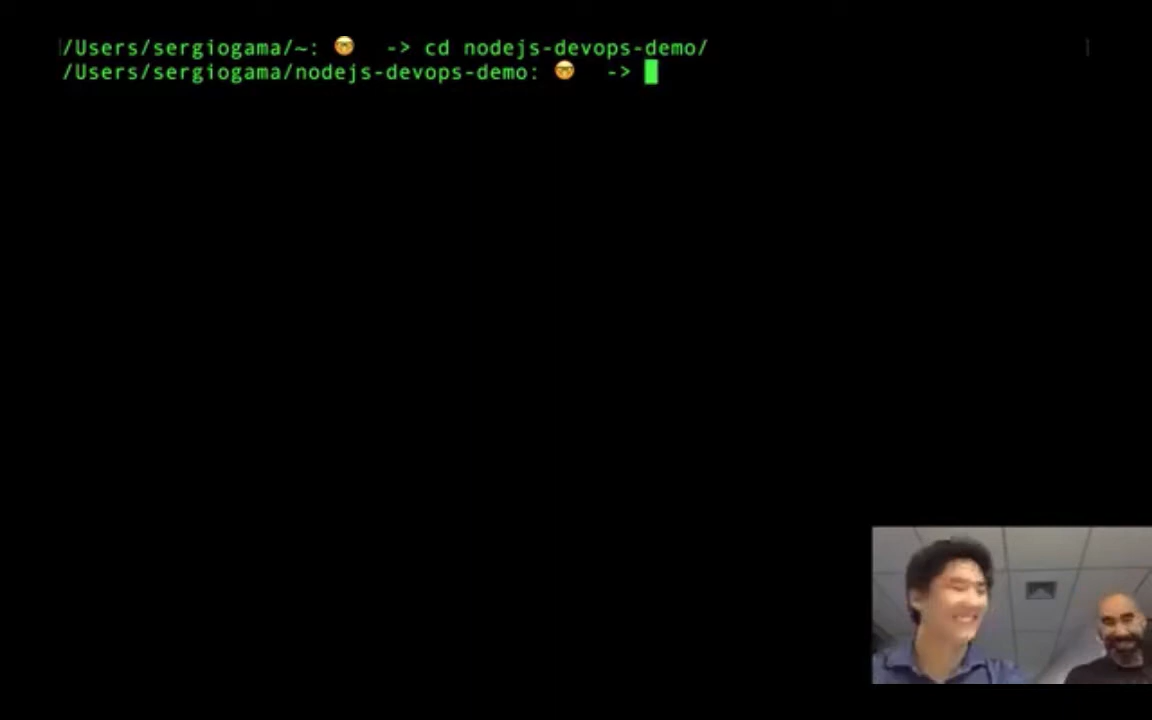 /Users/sergiogama/~: 🤓 -> cd nodejs-devops-demo/
/Users/sergiogama/nodejs-devops-demo: 🤓 ->